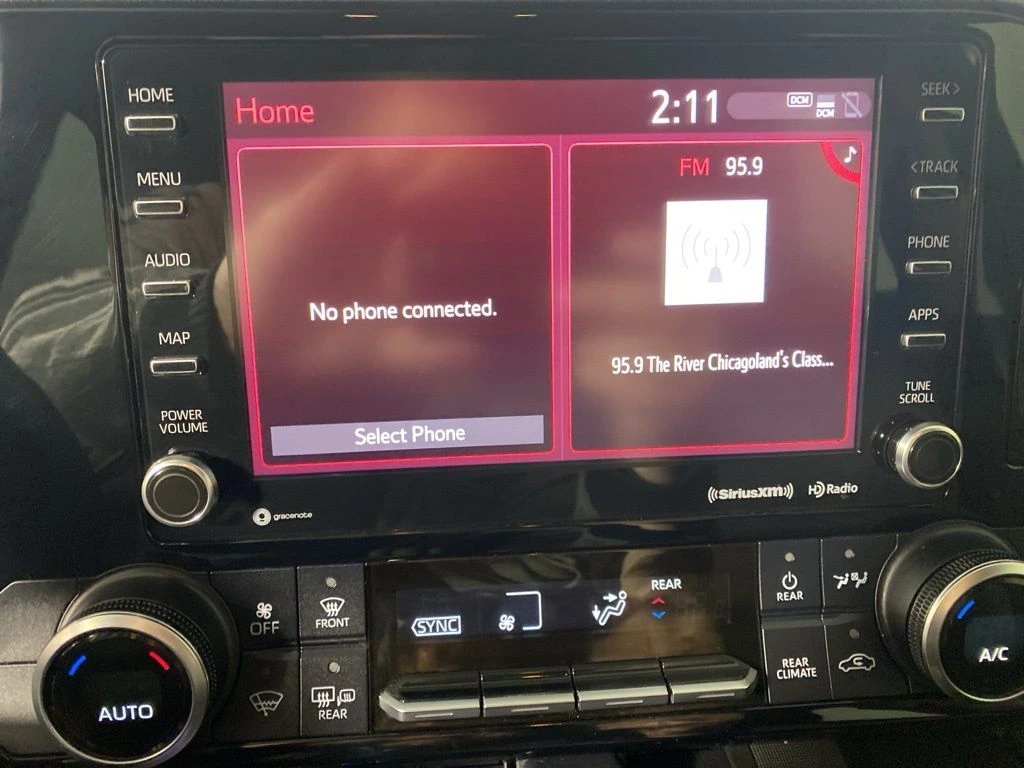 HOME
MENU
AUDIO
MAP
POWER
VOLUME
Home
2:11
DCM
DCM
No phone connected.
Select Phone
FM 95.9
95.9 The River Chicagoland's Class...
SEEK >
< TRACK
PHONE
APPS
TUNE
SCROLL
gracenote
((SiriusXM))
HD Radio
AUTO
OFF
FRONT
REAR
SYNC
REAR
REAR
REAR
CLIMATE
A/C